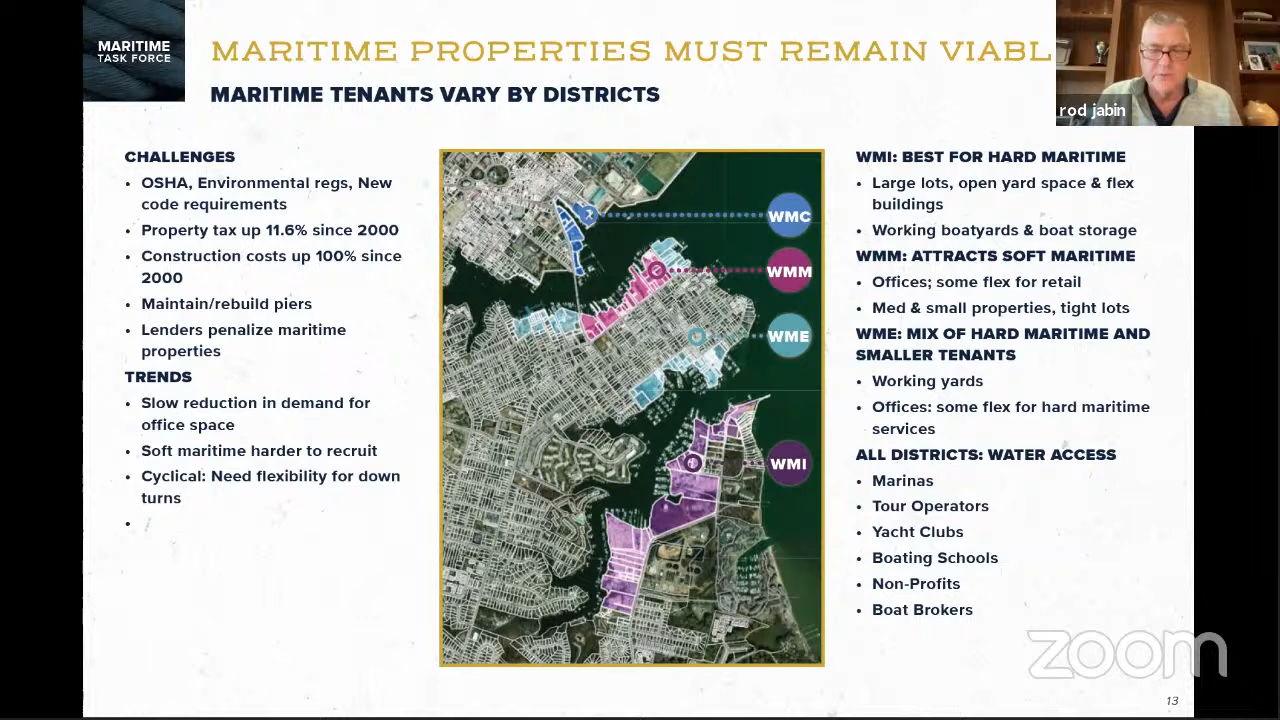 MARITIME
TASK FORCE
MARITIME PROPERTIES MUST REMAIN VIABL
MARITIME TENANTS VARY BY DISTRICTS
rod jabin
CHALLENGES
• OSHA, Environmental regs, New
code requirements
• Property tax up 11.6% since 2000
• Construction costs up 100% since
2000
• Maintain/rebuild piers
• Lenders penalize maritime
properties
TRENDS
• Slow reduction in demand for
office space
• Soft maritime harder to recruit
• Cyclical: Need flexibility for down
turns
•
WMC
WMM
WME
WMI
WMI: BEST FOR HARD MARITIME
• Large lots, open yard space & flex
buildings
• Working boatyards & boat storage
WMM: ATTRACTS SOFT MARITIME
• Offices; some flex for retail
• Med & small properties, tight lots
WME: MIX OF HARD MARITIME AND
SMALLER TENANTS
• Working yards
• Offices: some flex for hard maritime
services
ALL DISTRICTS: WATER ACCESS
• Marinas
• Tour Operators
• Yacht Clubs
• Boating Schools
• Non-Profits
• Boat Brokers
zoom
13